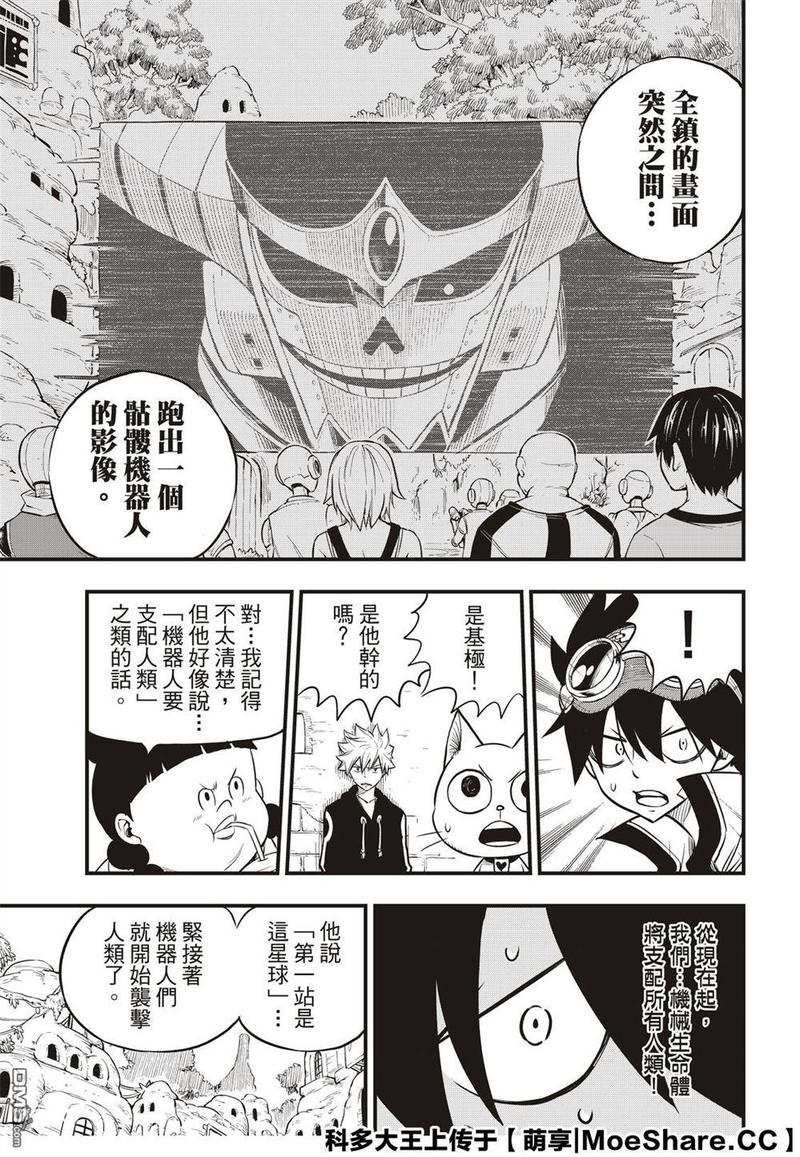 全鎮的畫面
突然之間…
跑出一個
骷髏機器人
的影像。
！
是基極！
是他幹的
嗎？
對…我記得
不太清楚，
但他好像說…
「機器人要
支配人類」
之類的話。
從現在起，
我們…機械生命體
將支配所有人類！
他說
「第一站是
這星球」…
緊接著
機器人們
就開始襲擊
人類了。
科多大王上传于【萌享|MoeShare.CC】